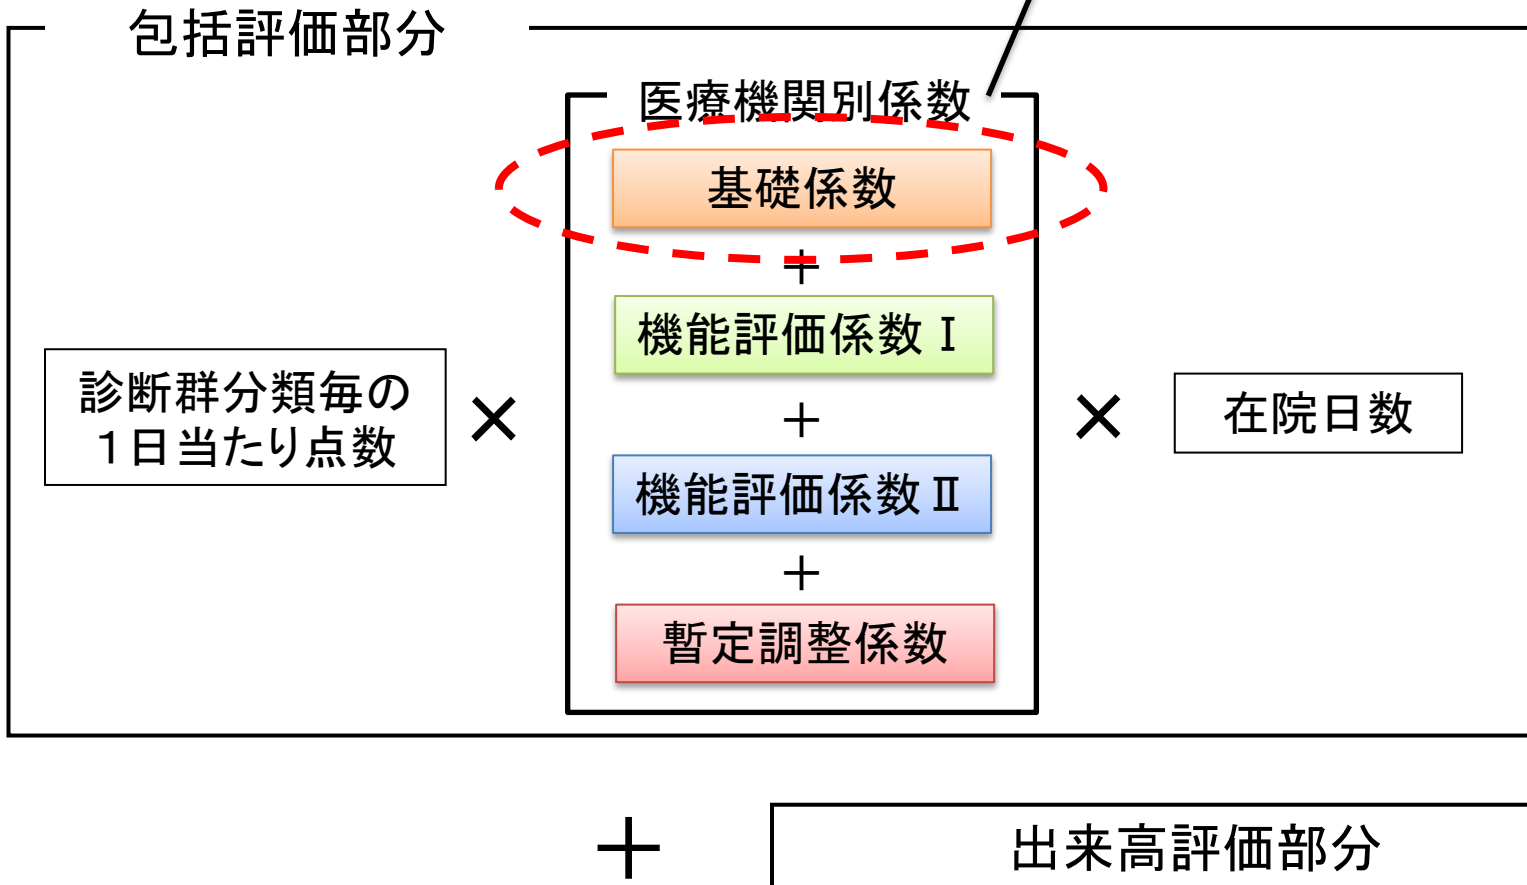 包括評価部分
医療機関別係数
基礎係数
+
機能評価係数Ⅰ
+
機能評価係数Ⅱ
+
暫定調整係数
診断群分類毎の
１日当たり点数
×
×
在院日数
+
出来高評価部分